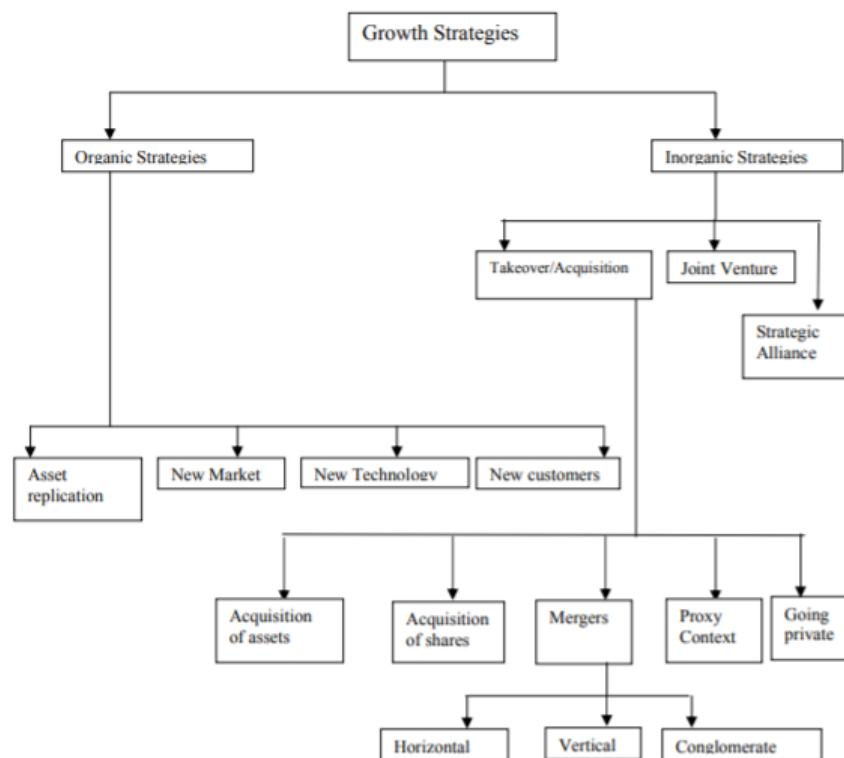 Growth Strategies
Organic Strategies
Inorganic Strategies
Takeover/Acquisition
Joint Venture
Strategic
Alliance
Asset
replication
New Market
New Technology
New customers
Acquisition
of assets
Acquisition
of shares
Mergers
Proxy
Context
Going
private
Horizontal
Vertical
Conglomerate